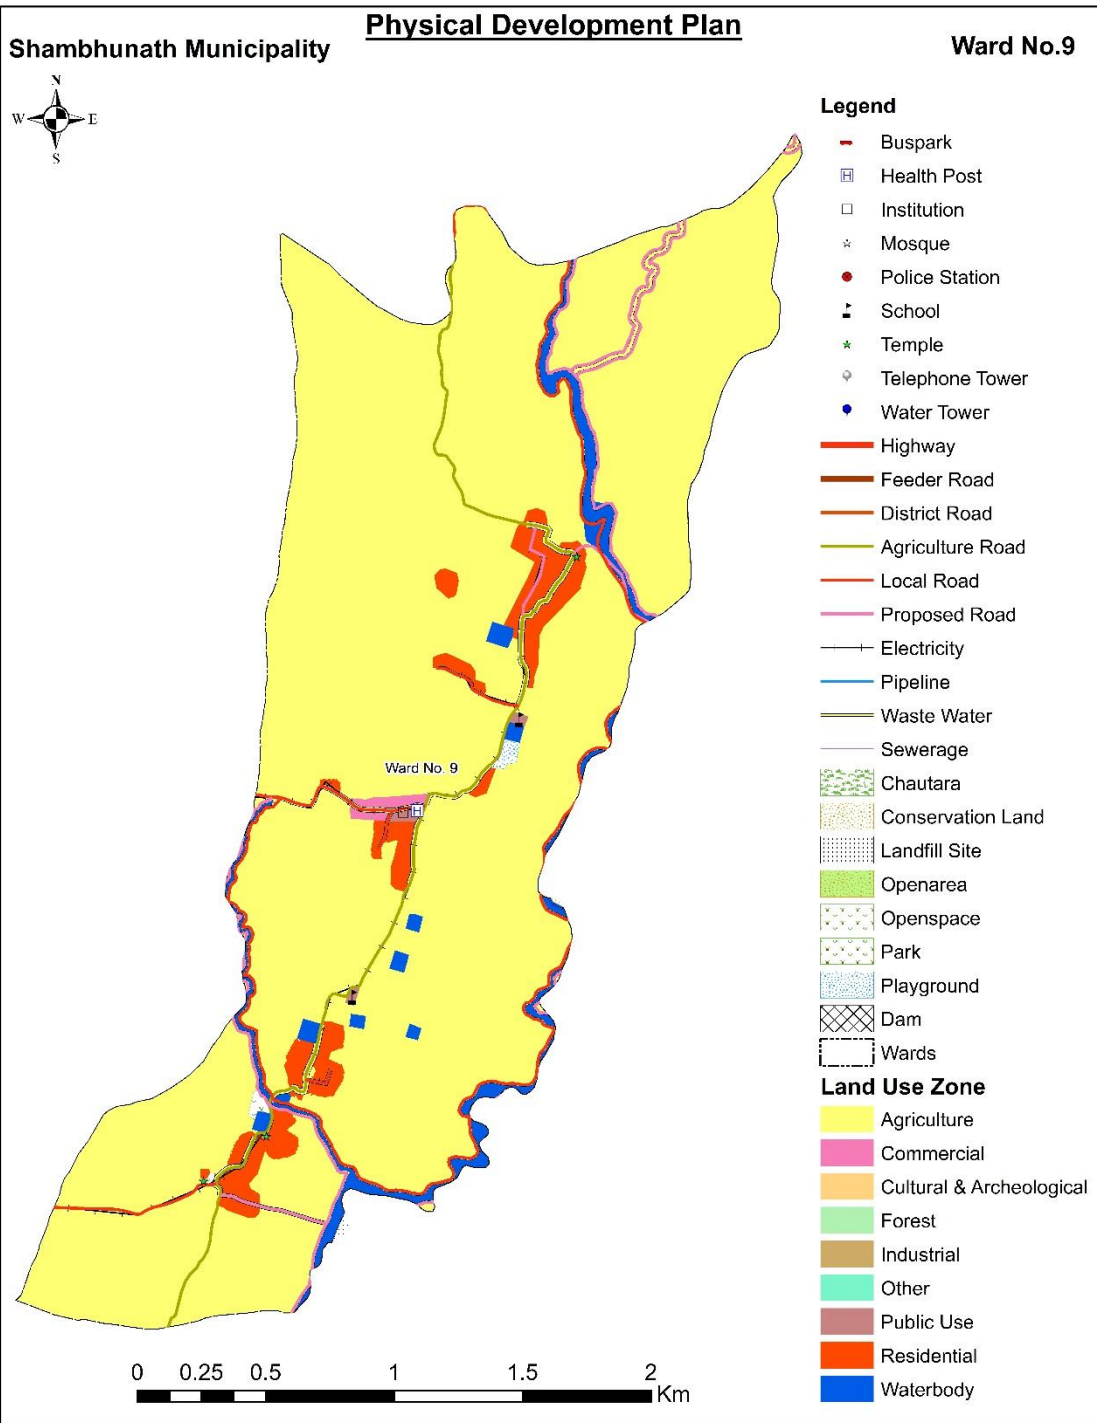 Physical Development Plan
Shambhunath Municipality
Ward No.9
N
W E
S
Legend
Buspark
H Health Post
Institution
Mosque
Police Station
School
Temple
Telephone Tower
Water Tower
Highway
Feeder Road
District Road
Agriculture Road
Local Road
Proposed Road
Electricity
Pipeline
Waste Water
Sewerage
Chautara
Conservation Land
Landfill Site
Openarea
Openspace
Park
Playground
Dam
Wards
Land Use Zone
Agriculture
Commercial
Cultural & Archeological
Forest
Industrial
Other
Public Use
Residential
Waterbody
Ward No. 9
H
0 0.25 0.5 1 1.5 2
Km